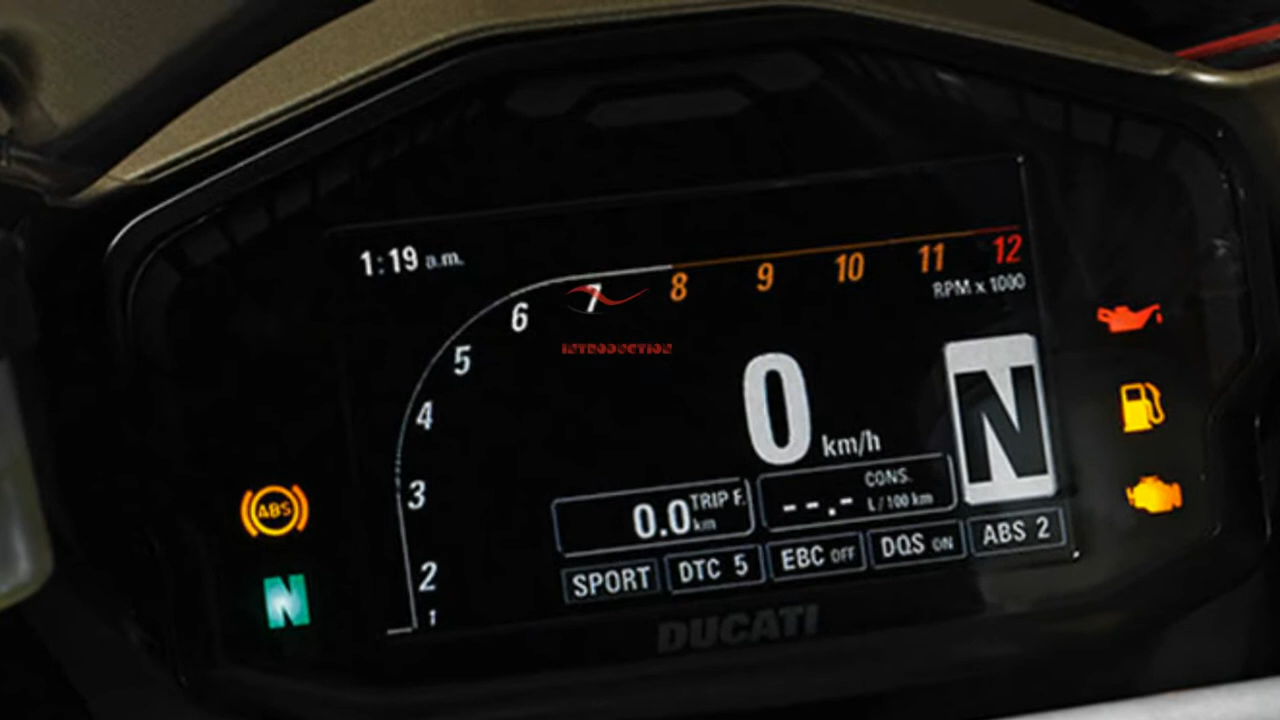 1:19 a.m.
1
2
3
4
5
6
7
8
9
10
11
12
RPM x 1000
INTRODUCTION
0 km/h
N
0.0 TRIP F. km
--.- CONS. L / 100 km
SPORT DTC 5 EBC OFF DQS ON ABS 2
ABS
N
DUCATI